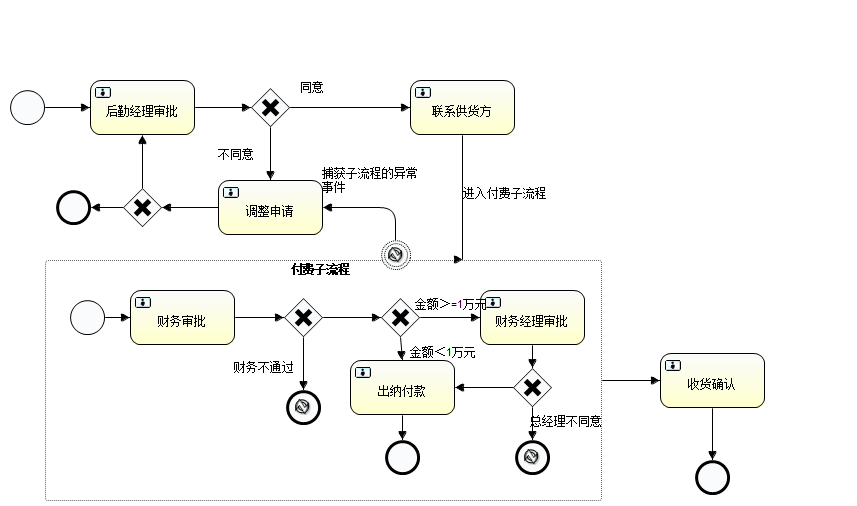 同意
后勤经理审批
联系供货方
不同意
捕获子流程的异常
事件
进入付费子流程
调整申请
付费子流程
金额＞=1万元
财务审批
财务经理审批
金额＜1万元
财务不通过
出纳付款
收货确认
总经理不同意